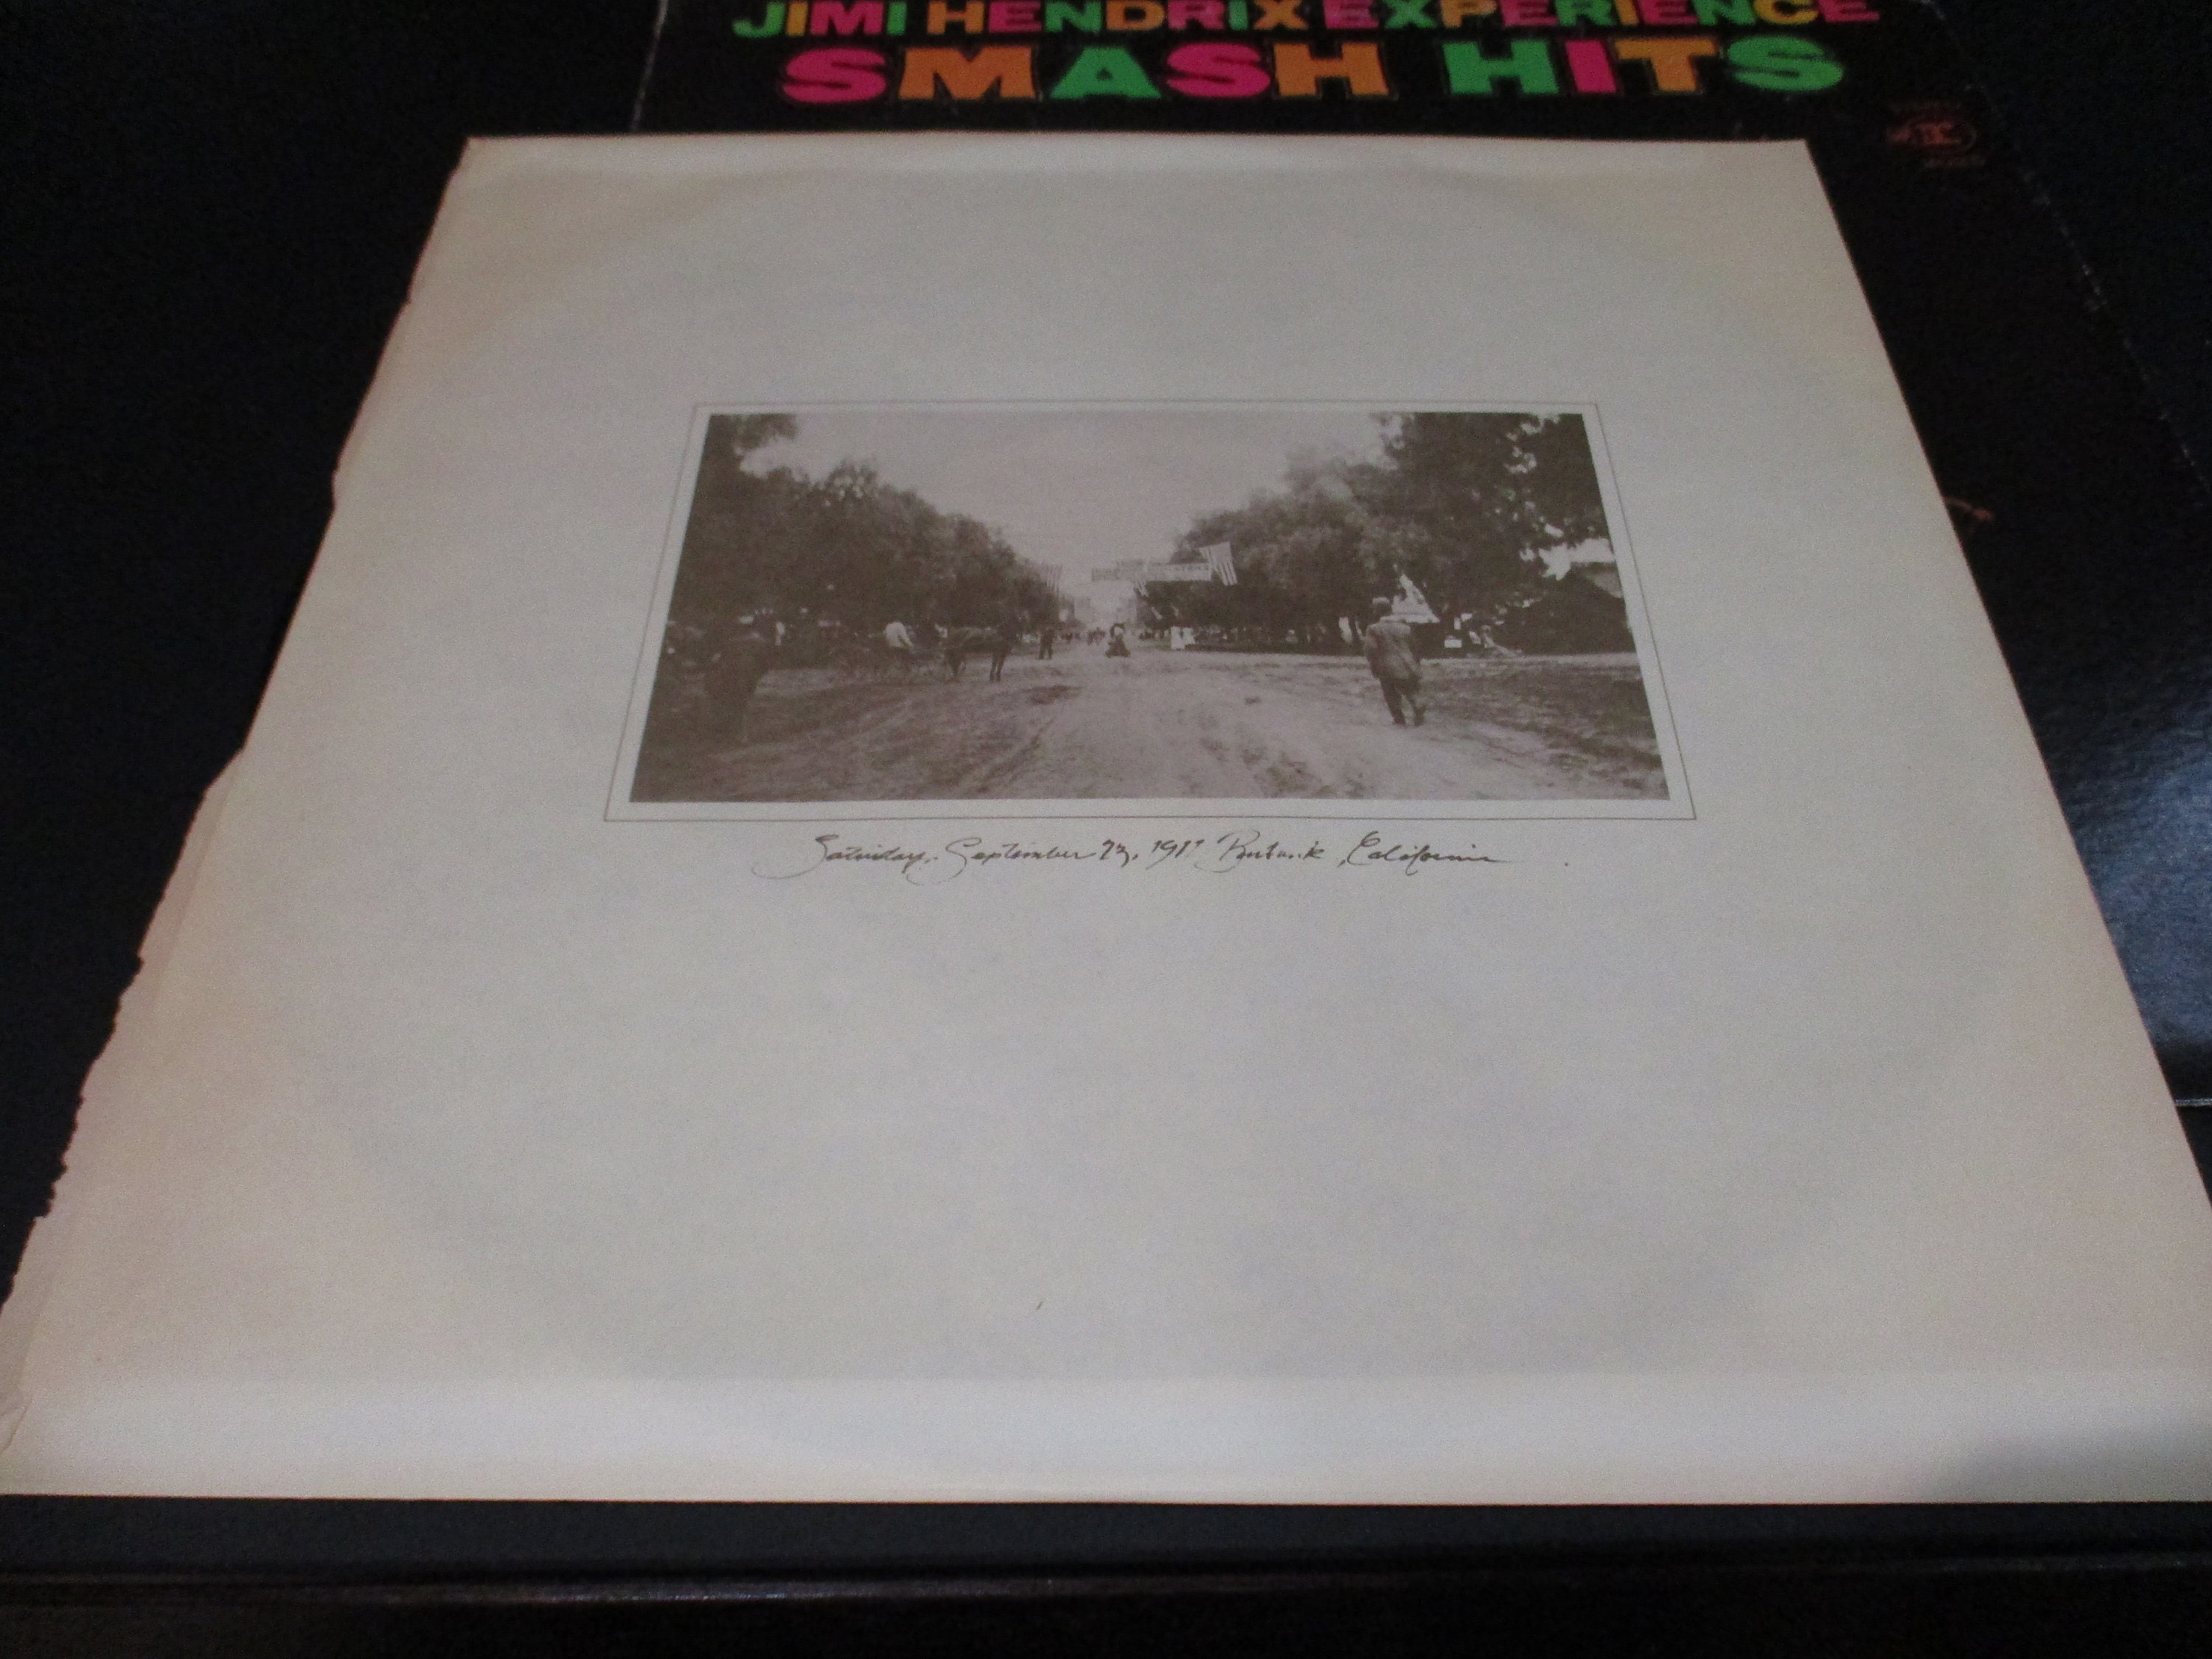 JIMI HENDRIX EXPERIENCE
SMASH HITS
Saturday, September 23, 1911 Burbank, California